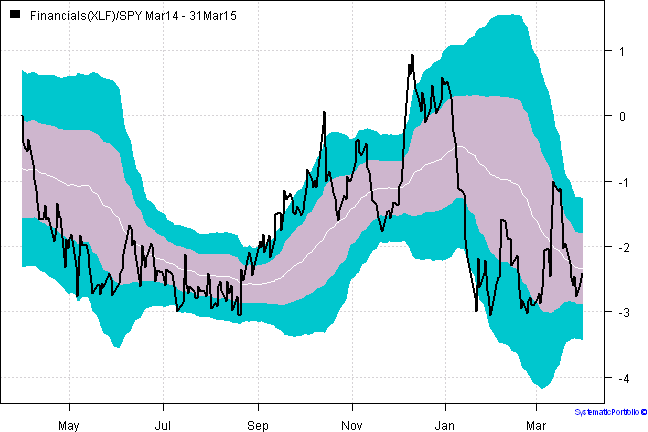 Financials(XLF)/SPY Mar14 - 31Mar15
1
0
-1
-2
-3
-4
May
Jul
Sep
Nov
Jan
Mar
SystematicPortfolio ©